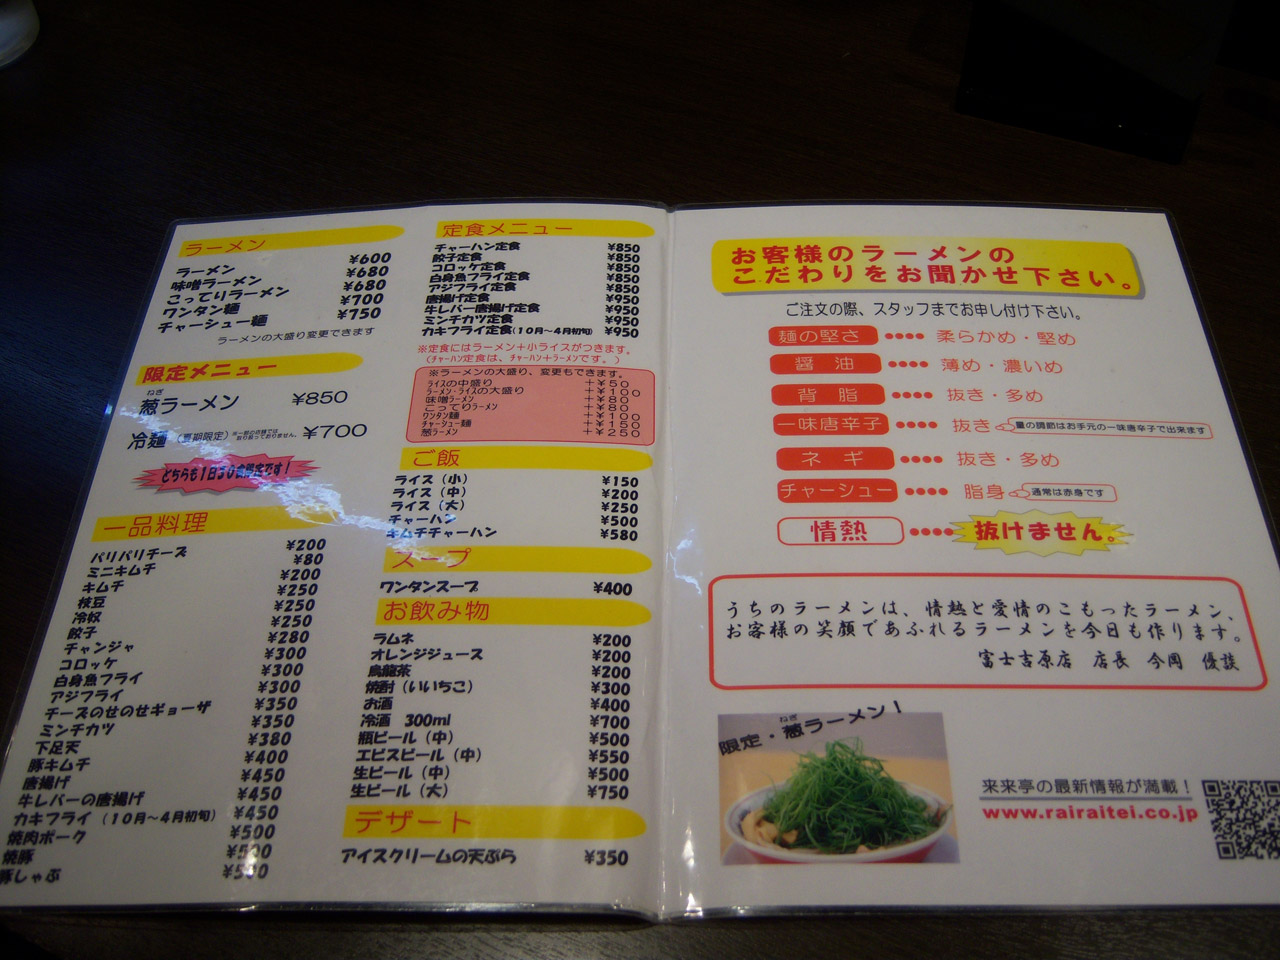 ラーメン
ラーメン ¥600
味噌ラーメン ¥680
こってりラーメン ¥680
ワンタン麺 ¥700
チャーシュー麺 ¥750
ラーメンの大盛り変更できます
限定メニュー
ねぎ
葱ラーメン ¥850
冷麺(夏期限定) ¥700
どちらも1日30食限定です!
一品料理
パリパリチーズ ¥200
ミニキムチ ¥80
キムチ ¥200
枝豆 ¥250
冷奴 ¥250
餃子 ¥250
チャンジャ ¥280
コロッケ ¥300
白身魚フライ ¥300
アジフライ ¥300
チーズのせのせギョーザ ¥350
ミンチカツ ¥350
下足天 ¥380
豚キムチ ¥400
唐揚げ ¥450
牛レバーの唐揚げ ¥450
カキフライ(10月~4月初旬) ¥450
焼肉ポーク ¥500
焼豚 ¥500
豚しゃぶ ¥500
定食メニュー
チャーハン定食 ¥850
餃子定食 ¥850
コロッケ定食 ¥850
白身魚フライ定食 ¥850
アジフライ定食 ¥850
唐揚げ定食 ¥950
牛レバー唐揚げ定食 ¥950
ミンチカツ定食 ¥950
カキフライ定食(10月~4月初旬) ¥950
※定食にはラーメン+小ライスがつきます。
(チャーハン定食は、チャーハン+ラーメンです。)
※ラーメンの大盛り、変更もできます。
ライスの中盛り +¥50
ラーメン・ライスの大盛り +¥100
味噌ラーメン +¥80
こってりラーメン +¥80
ワンタン麺 +¥100
チャーシュー麺 +¥150
葱ラーメン +¥250
ご飯
ライス(小) ¥150
ライス(中) ¥200
ライス(大) ¥250
チャーハン ¥500
キムチチャーハン ¥580
スープ
ワンタンスープ ¥400
お飲み物
ラムネ ¥200
オレンジジュース ¥200
烏龍茶 ¥200
焼酎(いいちこ) ¥300
お酒 ¥400
冷酒 300ml ¥700
瓶ビール(中) ¥500
エビスビール(中) ¥550
生ビール(中) ¥500
生ビール(大) ¥750
デザート
アイスクリームの天ぷら ¥350
お客様のラーメンの
こだわりをお聞かせ下さい。
ご注文の際、スタッフまでお申し付け下さい。
麺の堅さ ●●●● 柔らかめ・堅め
醤油 ●●●● 薄め・濃いめ
背脂 ●●●● 抜き・多め
一味唐辛子 ●●●● 抜き 量の調節はお手元の一味唐辛子で出来ます
ネギ ●●●● 抜き・多め
チャーシュー ●●●● 脂身 通常は赤身です
情熱 ●●●● 抜けません。
うちのラーメンは、情熱と愛情のこもったラーメン、
お客様の笑顔であふれるラーメンを今日も作ります。
富士吉原店 店長 今岡 優談
ねぎ
限定・葱ラーメン!
来来亭の最新情報が満載!
www.rairaitei.co.jp